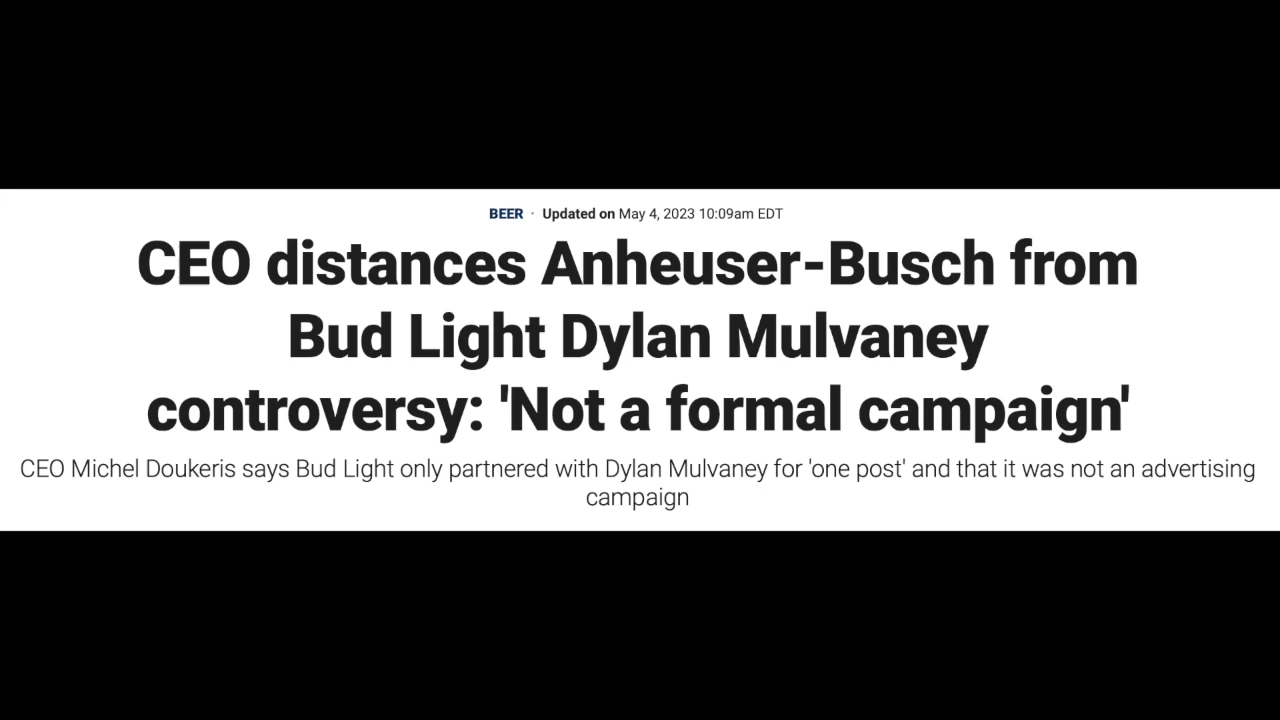 BEER · Updated on May 4, 2023 10:09am EDT
CEO distances Anheuser-Busch from
Bud Light Dylan Mulvaney
controversy: 'Not a formal campaign'
CEO Michel Doukeris says Bud Light only partnered with Dylan Mulvaney for 'one post' and that it was not an advertising
campaign